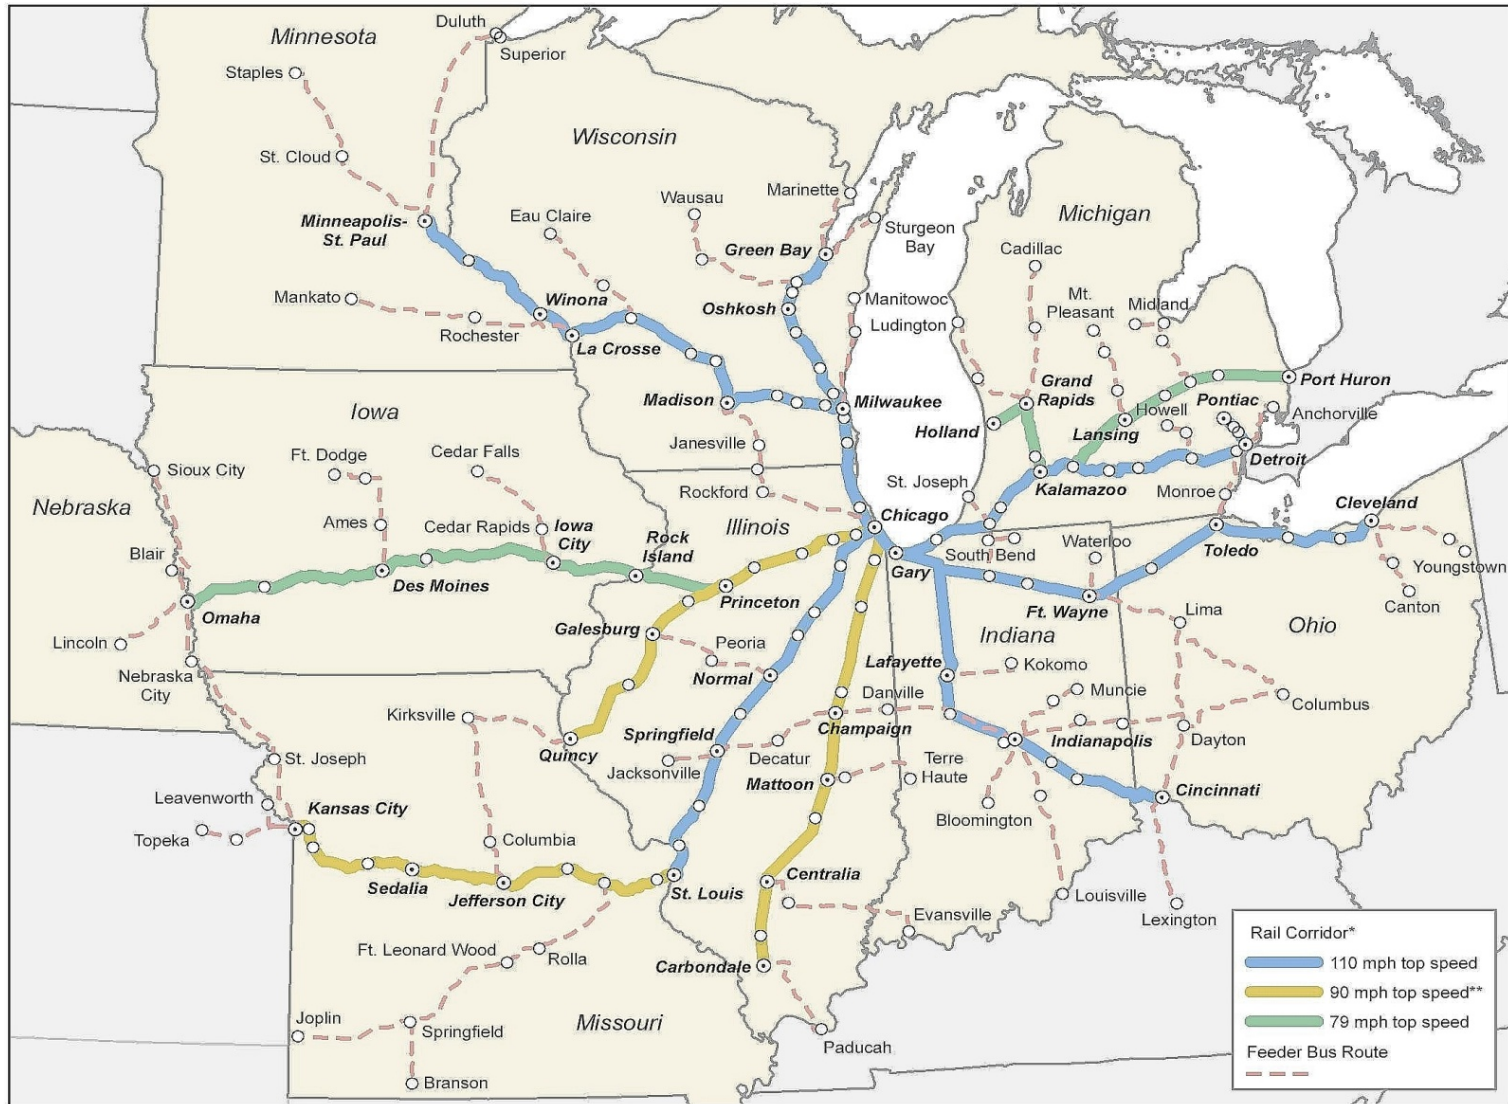 Minnesota
Duluth
Superior
Staples
St. Cloud
Wisconsin
Minneapolis-
St. Paul
Eau Claire
Wausau
Marinette
Green Bay
Sturgeon
Bay
Michigan
Cadillac
Mankato
Rochester
Winona
La Crosse
Oshkosh
Manitowoc
Ludington
Mt.
Pleasant
Midland
Madison
Milwaukee
Grand
Rapids
Port Huron
Holland
Lansing
Howell
Pontiac
Anchorville
Iowa
Janesville
Detroit
Sioux City
Ft. Dodge
Cedar Falls
Rockford
St. Joseph
Kalamazoo
Monroe
Cleveland
Nebraska
Ames
Cedar Rapids
Iowa
City
Rock
Island
Illinois
Chicago
Blair
Des Moines
Princeton
Gary
South Bend
Waterloo
Toledo
Youngstown
Omaha
Ft. Wayne
Lima
Canton
Lincoln
Galesburg
Peoria
Indiana
Ohio
Nebraska
City
Normal
Lafayette
Kokomo
Kirksville
Danville
Muncie
Columbus
Quincy
Springfield
Champaign
Indianapolis
Dayton
St. Joseph
Jacksonville
Decatur
Mattoon
Terre
Haute
Leavenworth
Kansas City
Cincinnati
Topeka
Columbia
Bloomington
Sedalia
Jefferson City
St. Louis
Centralia
Louisville
Lexington
Evansville
Ft. Leonard Wood
Rolla
Carbondale
Joplin
Springfield
Missouri
Paducah
Branson
Rail Corridor*
110 mph top speed
90 mph top speed**
79 mph top speed
Feeder Bus Route